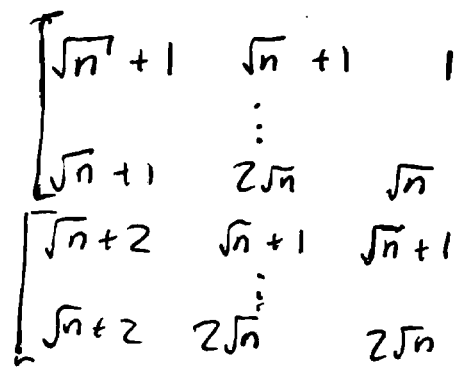 √n + 1 √n + 1 1
⋮
√n + 1 2√n √n
√n + 2 √n + 1 √n + 1
⋮
√n + 2 2√n 2√n